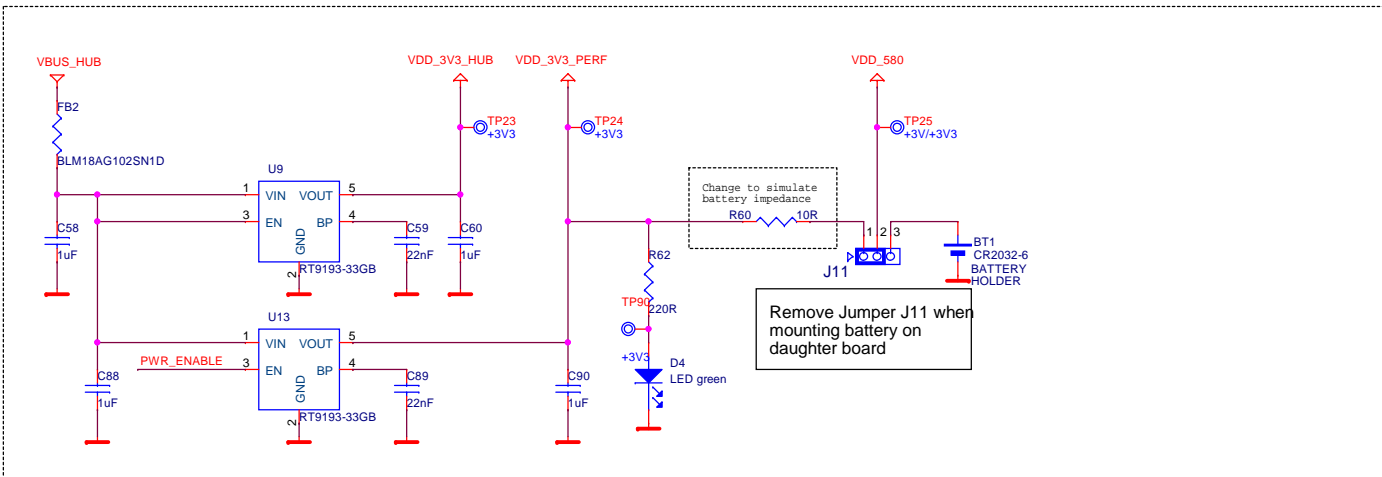 VBUS_HUB
VDD_3V3_HUB
VDD_3V3_PERF
VDD_580
FB2
BLM18AG102SN1D
TP23
+3V3
TP24
+3V3
TP25
+3V/+3V3
U9
1
VIN
VOUT
5
3
EN
BP
4
GND
2
RT9193-33GB
C58
1uF
C59
22nF
C60
1uF
Change to simulate
battery impedance
R60
10R
1
2
3
J11
BT1
CR2032-6
BATTERY
HOLDER
R62
220R
TP90
+3V3
D4
LED green
Remove Jumper J11 when
mounting battery on
daughter board
U13
1
VIN
VOUT
5
PWR_ENABLE
3
EN
BP
4
GND
2
RT9193-33GB
C88
1uF
C89
22nF
C90
1uF